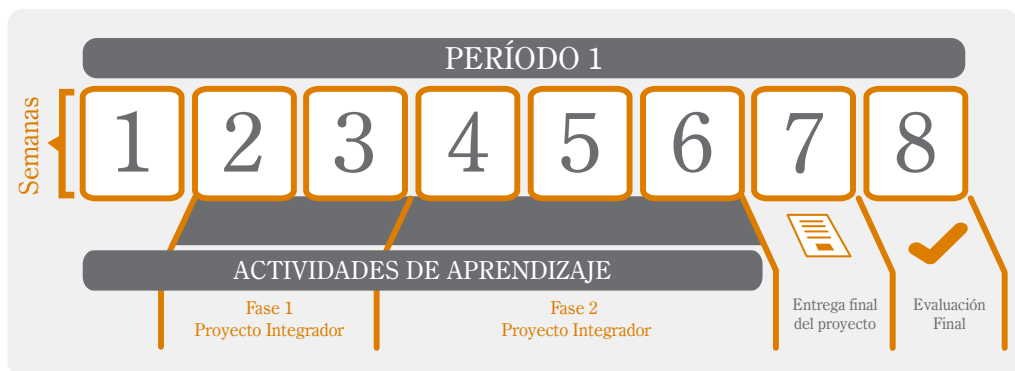 PERÍODO 1
Semanas
1 2 3 4 5 6 7 8
ACTIVIDADES DE APRENDIZAJE
Fase 1
Proyecto Integrador
Fase 2
Proyecto Integrador
Entrega final
del proyecto
Evaluación
Final